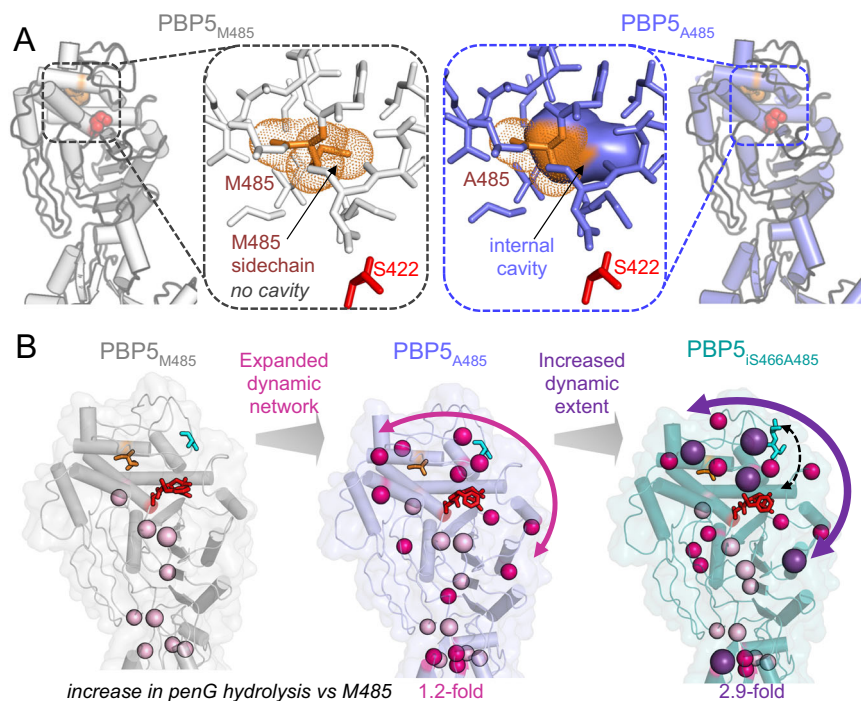 A
PBP5M485
PBP5A485
M485
M485
sidechain
no cavity
S422
A485
internal
cavity
S422
B
PBP5M485
Expanded
dynamic
network
PBP5A485
Increased
dynamic
extent
PBP5iS466A485
increase in penG hydrolysis vs M485
1.2-fold
2.9-fold